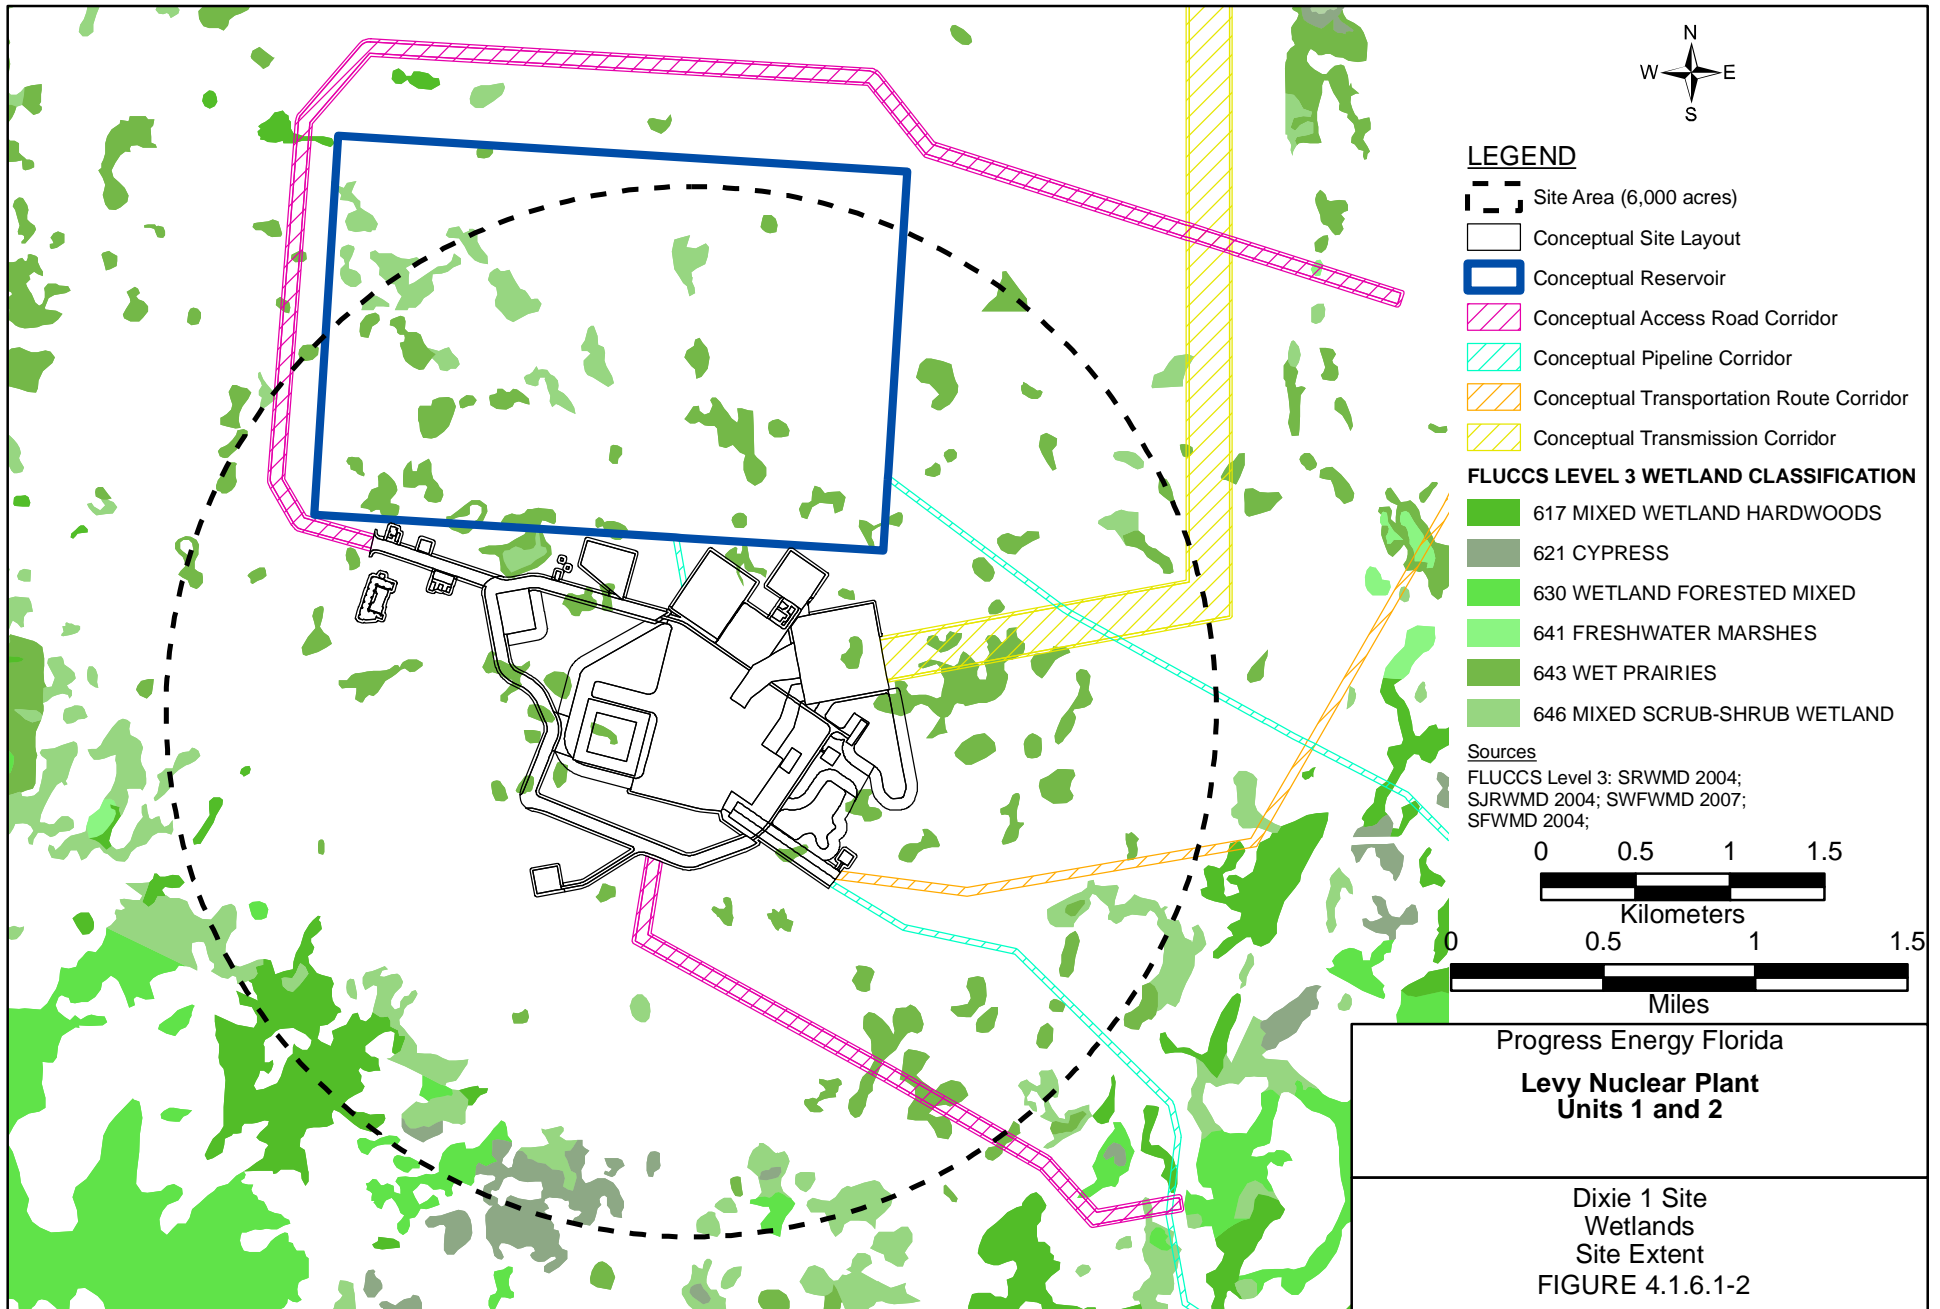 N
W E
S
LEGEND
Site Area (6,000 acres)
Conceptual Site Layout
Conceptual Reservoir
Conceptual Access Road Corridor
Conceptual Pipeline Corridor
Conceptual Transportation Route Corridor
Conceptual Transmission Corridor
FLUCCS LEVEL 3 WETLAND CLASSIFICATION
617 MIXED WETLAND HARDWOODS
621 CYPRESS
630 WETLAND FORESTED MIXED
641 FRESHWATER MARSHES
643 WET PRAIRIES
646 MIXED SCRUB-SHRUB WETLAND
Sources
FLUCCS Level 3: SRWMD 2004;
SJRWMD 2004; SWFWMD 2007;
SFWMD 2004;
0 0.5 1 1.5
Kilometers
0 0.5 1 1.5
Miles
Progress Energy Florida
Levy Nuclear Plant
Units 1 and 2
Dixie 1 Site
Wetlands
Site Extent
FIGURE 4.1.6.1-2